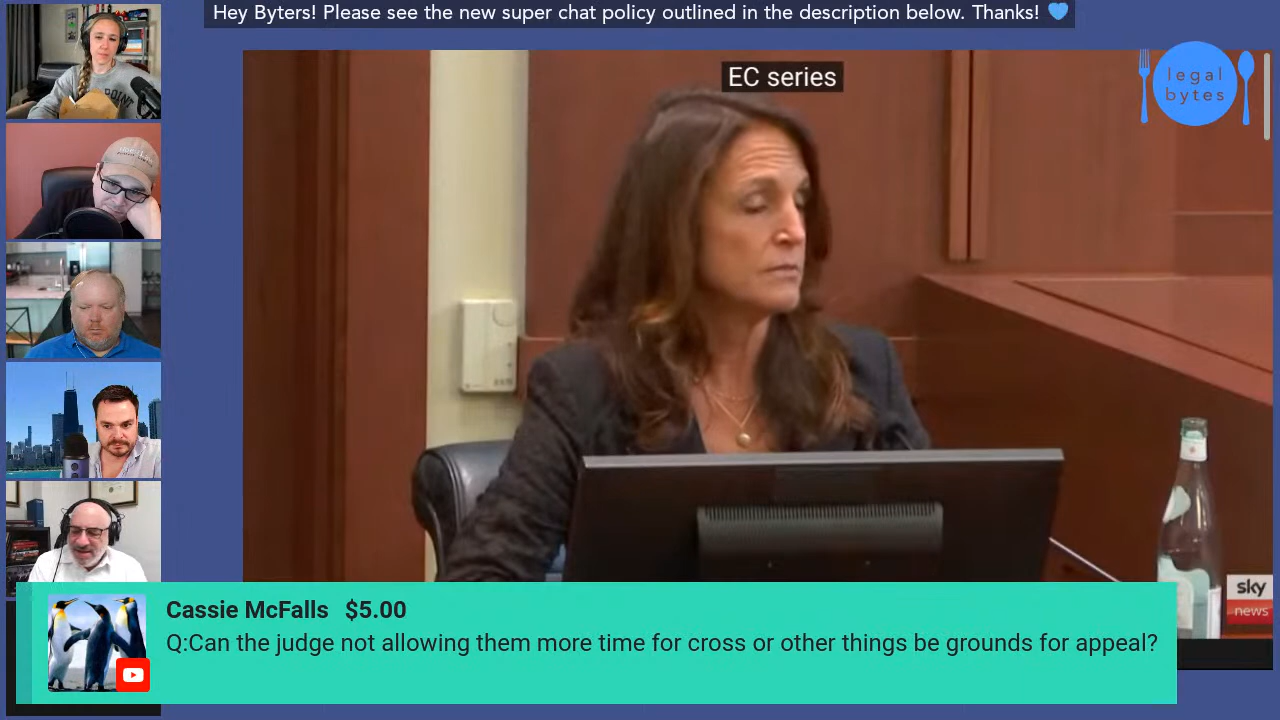 Hey Byters! Please see the new super chat policy outlined in the description below. Thanks! 💙
EC series
legal
bytes
sky
news
Cassie McFalls $5.00
Q:Can the judge not allowing them more time for cross or other things be grounds for appeal?